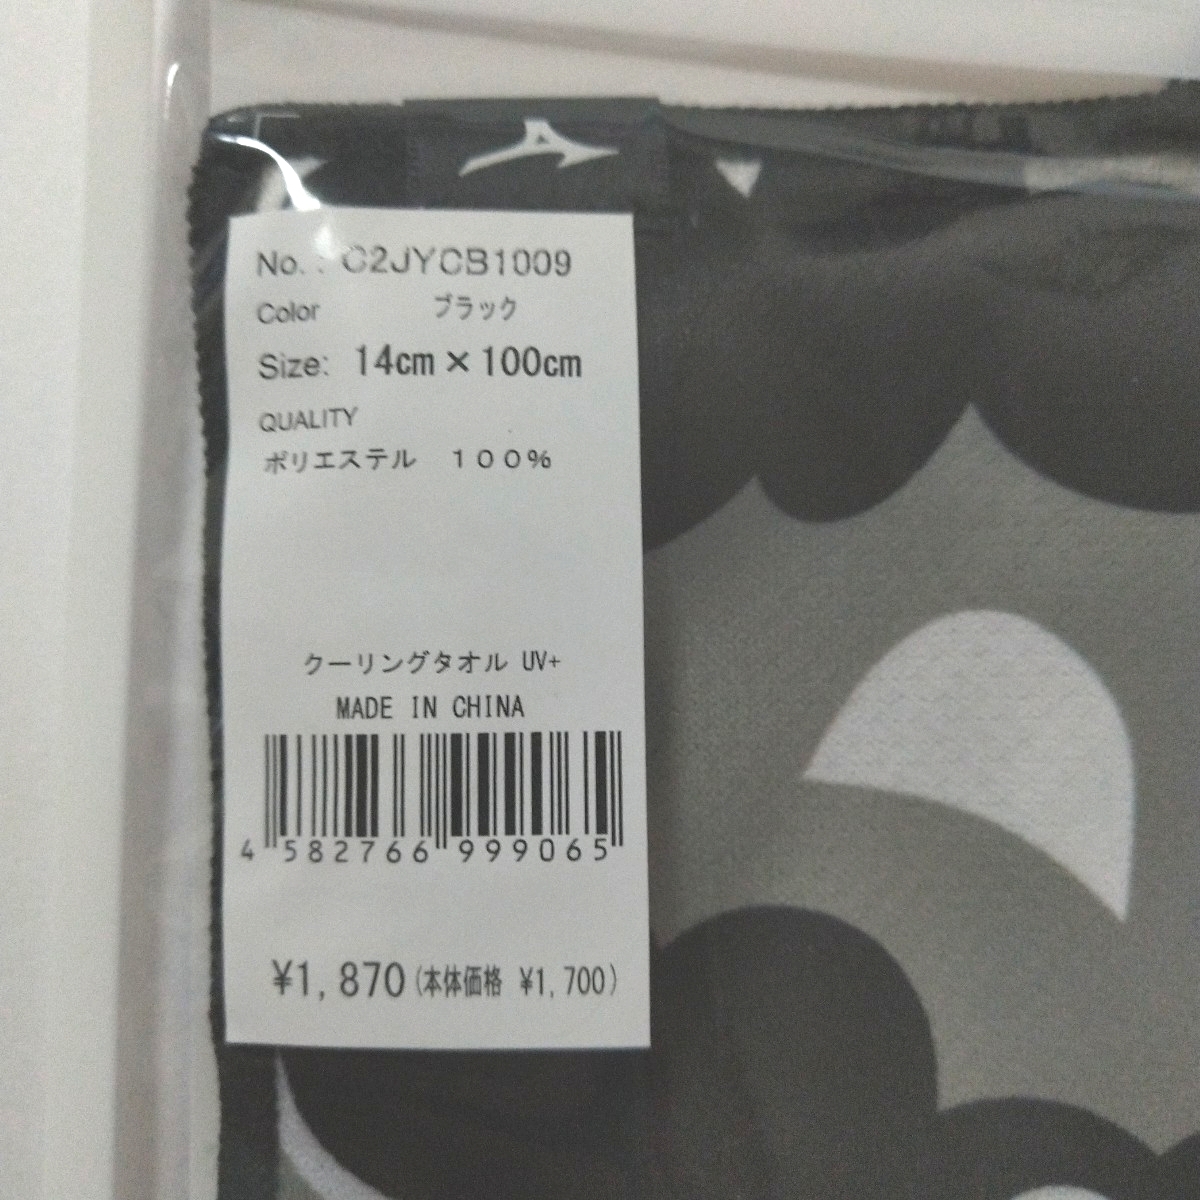 No. : C2JYCB1009
Color ブラック
Size: 14cm×100cm
QUALITY
ポリエステル １００％
クーリングタオル UV+
MADE IN CHINA
4 582766 999065
¥1,870(本体価格 ¥1,700)